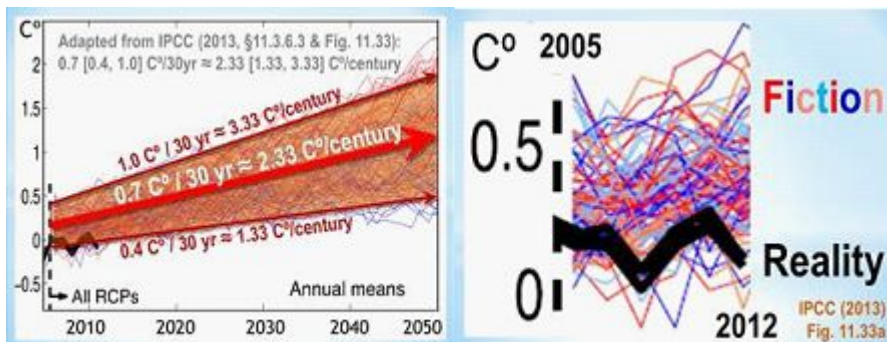 C°
Adapted from IPCC (2013, §11.3.6.3 & Fig. 11.33):
0.7 [0.4, 1.0] C°/30yr ≈ 2.33 [1.33, 3.33] C°/century
2
1.5
1
0.5
0
-0.5
1.0 C° / 30 yr ≈ 3.33 C°/century
0.7 C° / 30 yr ≈ 2.33 C°/century
0.4 C° / 30 yr ≈ 1.33 C°/century
All RCPs
Annual means
2010 2020 2030 2040 2050
C° 2005
0.5
0
Fiction
Reality
2012
IPCC (2013)
Fig. 11.33a